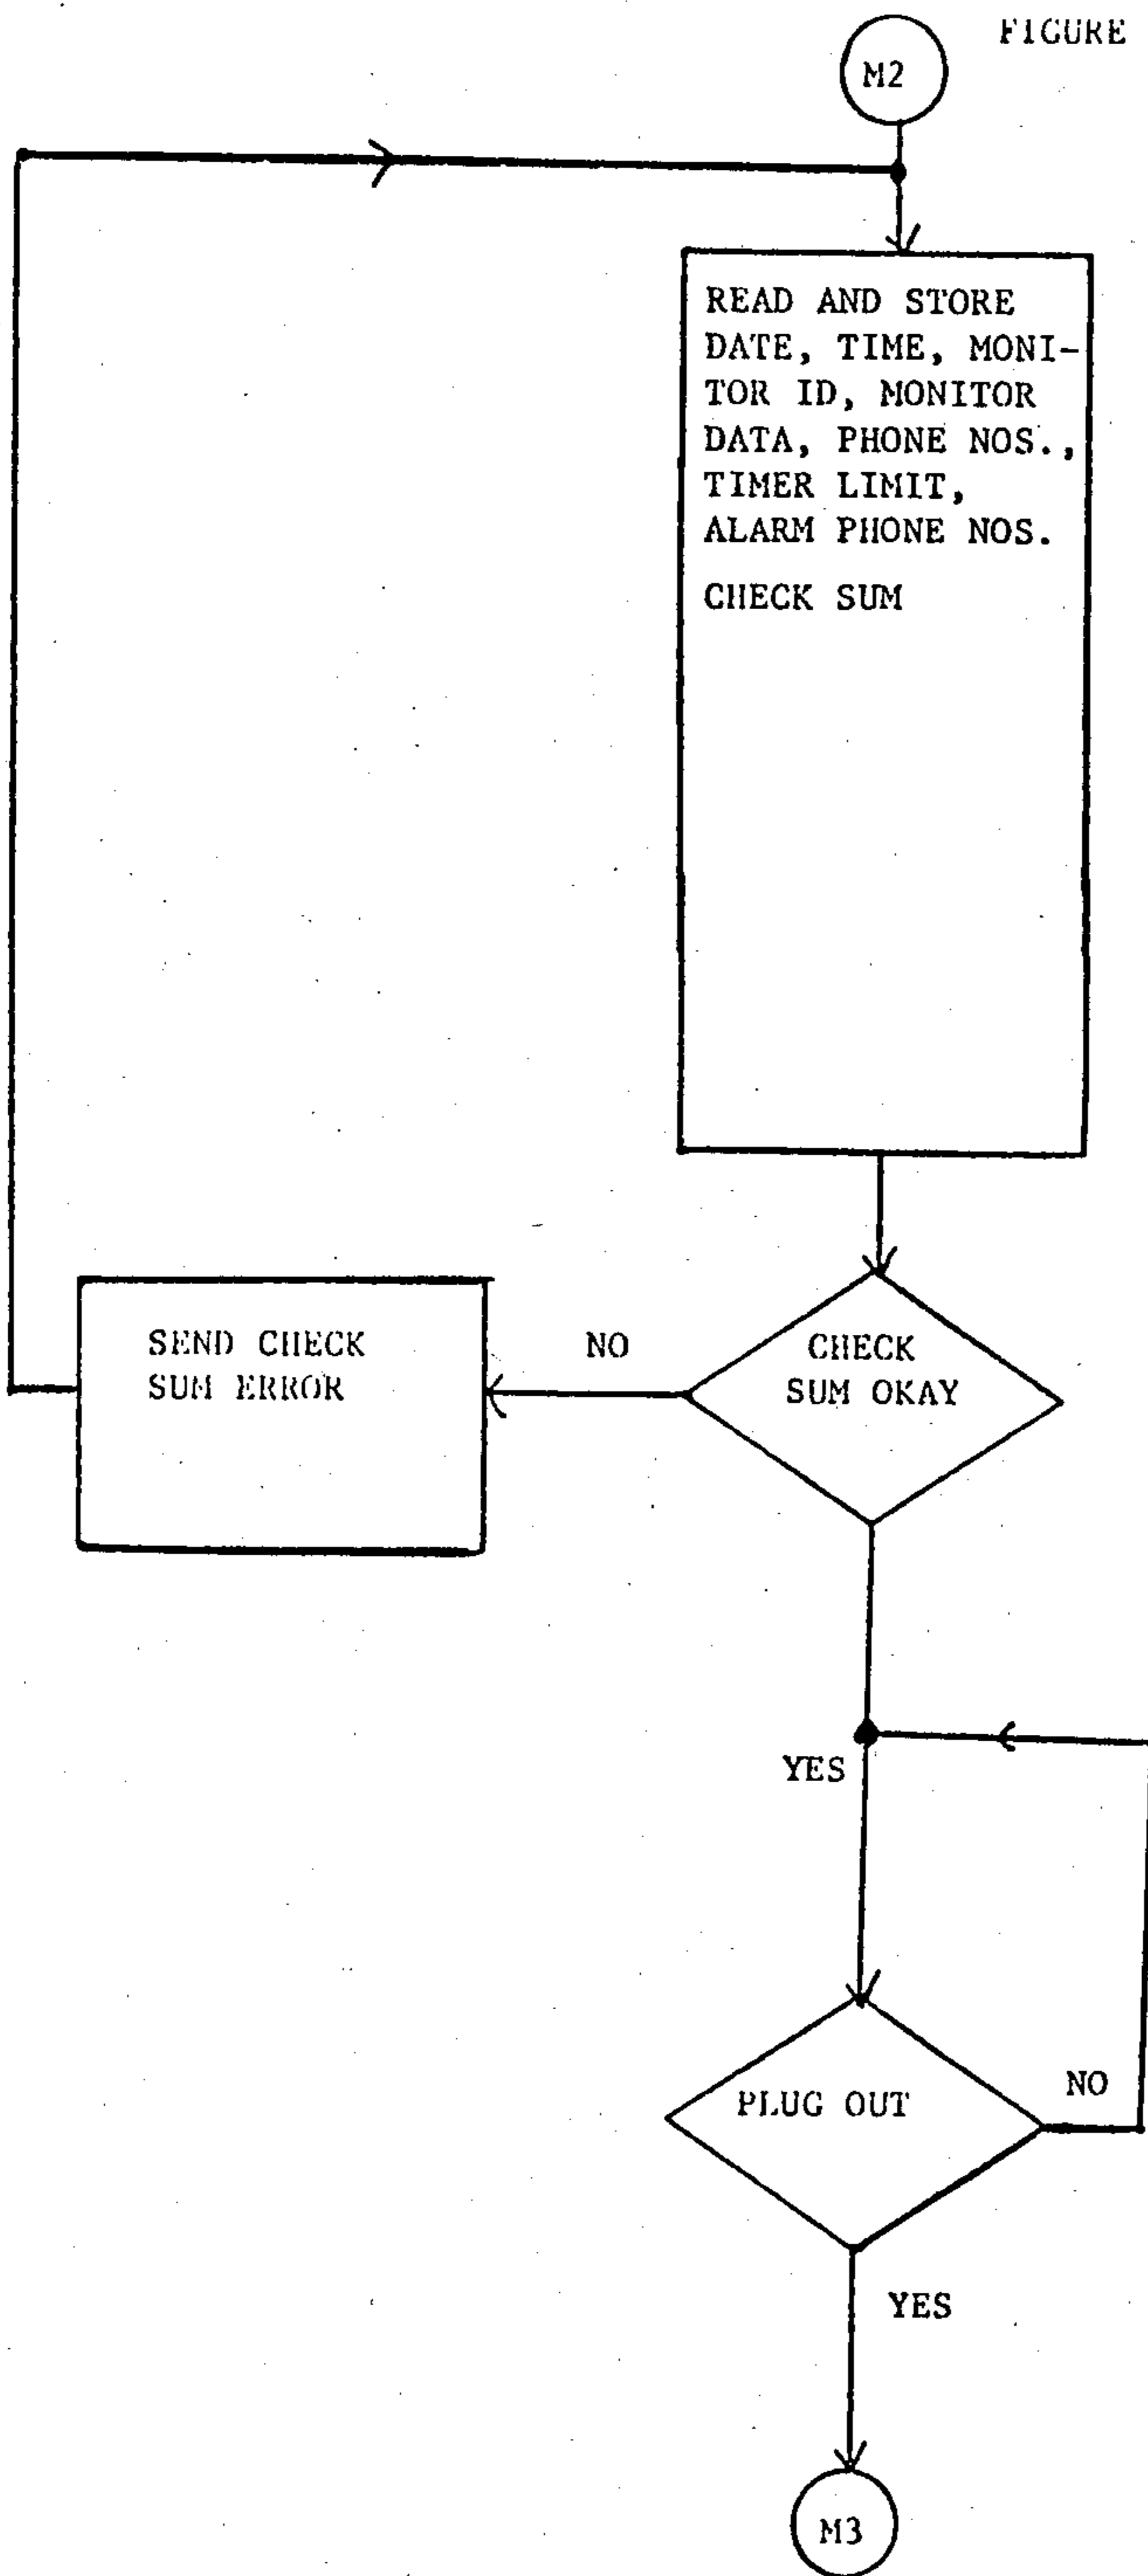 FIGURE
M2
READ AND STORE
DATE, TIME, MONI-
TOR ID, MONITOR
DATA, PHONE NOS.,
TIMER LIMIT,
ALARM PHONE NOS.
CHECK SUM
SEND CHECK
SUM ERROR
NO
CHECK
SUM OKAY
YES
PLUG OUT
NO
YES
M3